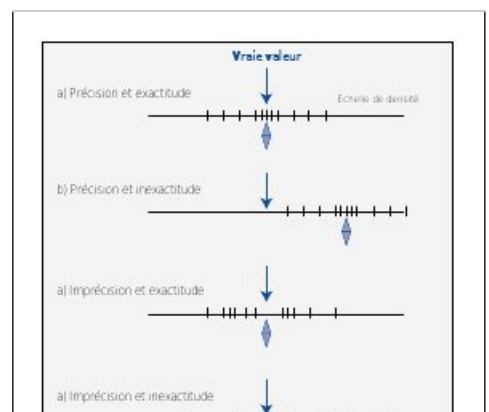 Vraie valeur
a) Précision et exactitude
Echelle de densité
b) Précision et inexactitude
a) Imprécision et exactitude
a) Imprécision et inexactitude